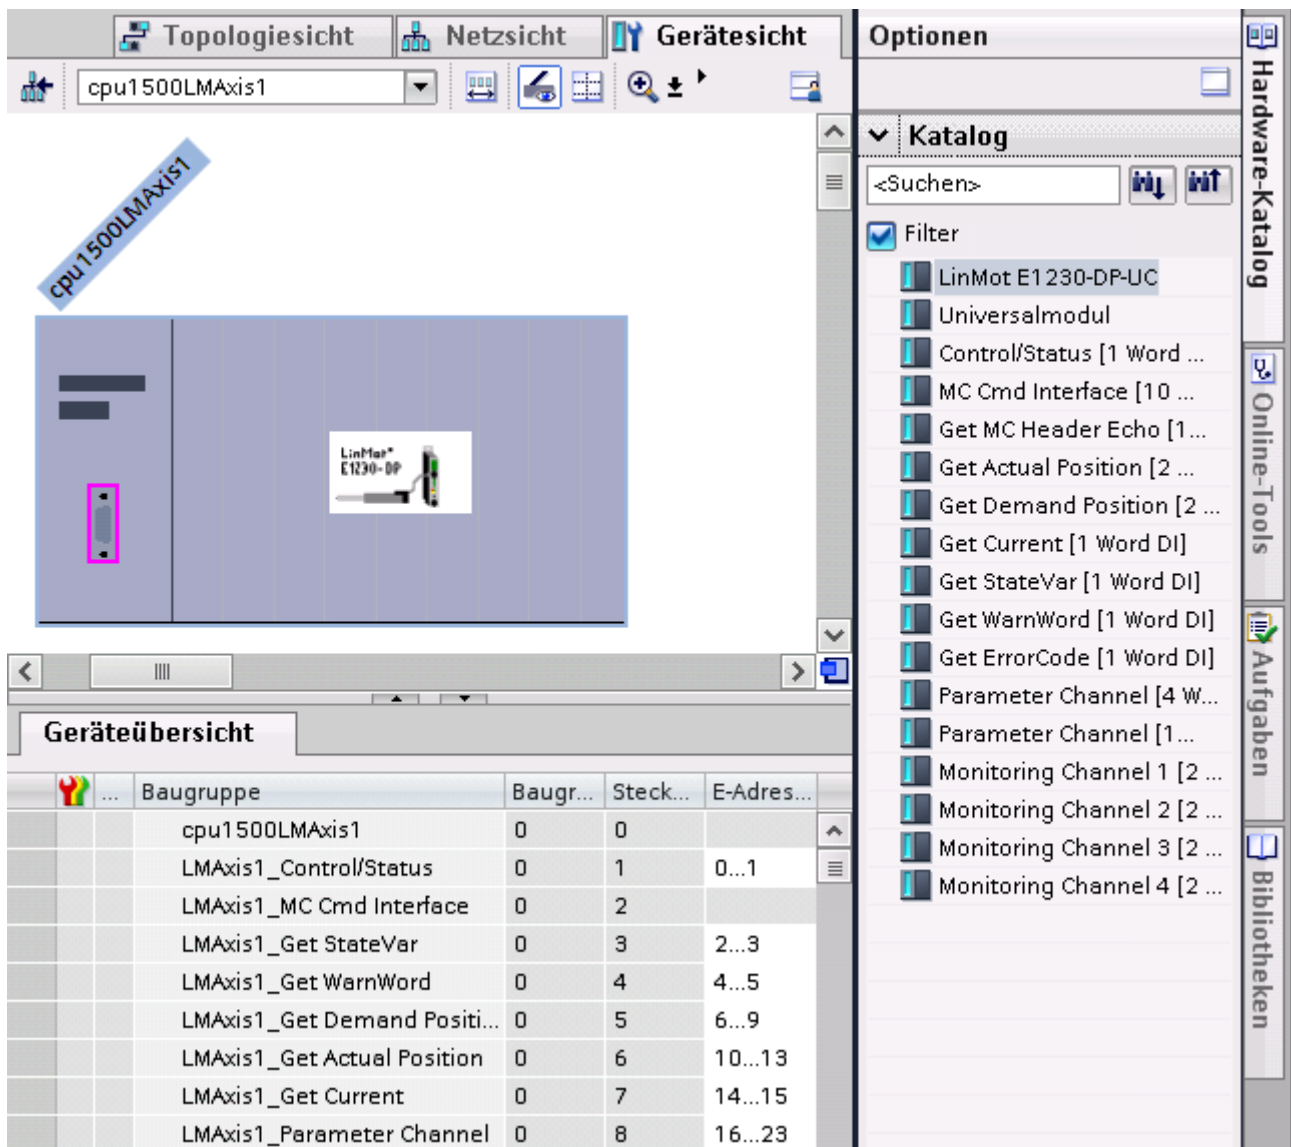 Topologiesicht
Netzsicht
Gerätesicht
cpu1500LMAxis1
cpu1500LMAxis1
LinMot®
E1230-DP
Geräteübersicht
... Baugruppe Baugr... Steck... E-Adres...
cpu1500LMAxis1 0 0
LMAxis1_Control/Status 0 1 0...1
LMAxis1_MC Cmd Interface 0 2
LMAxis1_Get StateVar 0 3 2...3
LMAxis1_Get WarnWord 0 4 4...5
LMAxis1_Get Demand Positi... 0 5 6...9
LMAxis1_Get Actual Position 0 6 10...13
LMAxis1_Get Current 0 7 14...15
LMAxis1_Parameter Channel 0 8 16...23
Optionen
Katalog
<Suchen>
Filter
LinMot E1230-DP-UC
Universalmodul
Control/Status [1 Word ...
MC Cmd Interface [10 ...
Get MC Header Echo [1...
Get Actual Position [2 ...
Get Demand Position [2 ...
Get Current [1 Word DI]
Get StateVar [1 Word DI]
Get WarnWord [1 Word DI]
Get ErrorCode [1 Word DI]
Parameter Channel [4 W...
Parameter Channel [1...
Monitoring Channel 1 [2 ...
Monitoring Channel 2 [2 ...
Monitoring Channel 3 [2 ...
Monitoring Channel 4 [2 ...
Hardware-Katalog
Online-Tools
Aufgaben
Bibliotheken